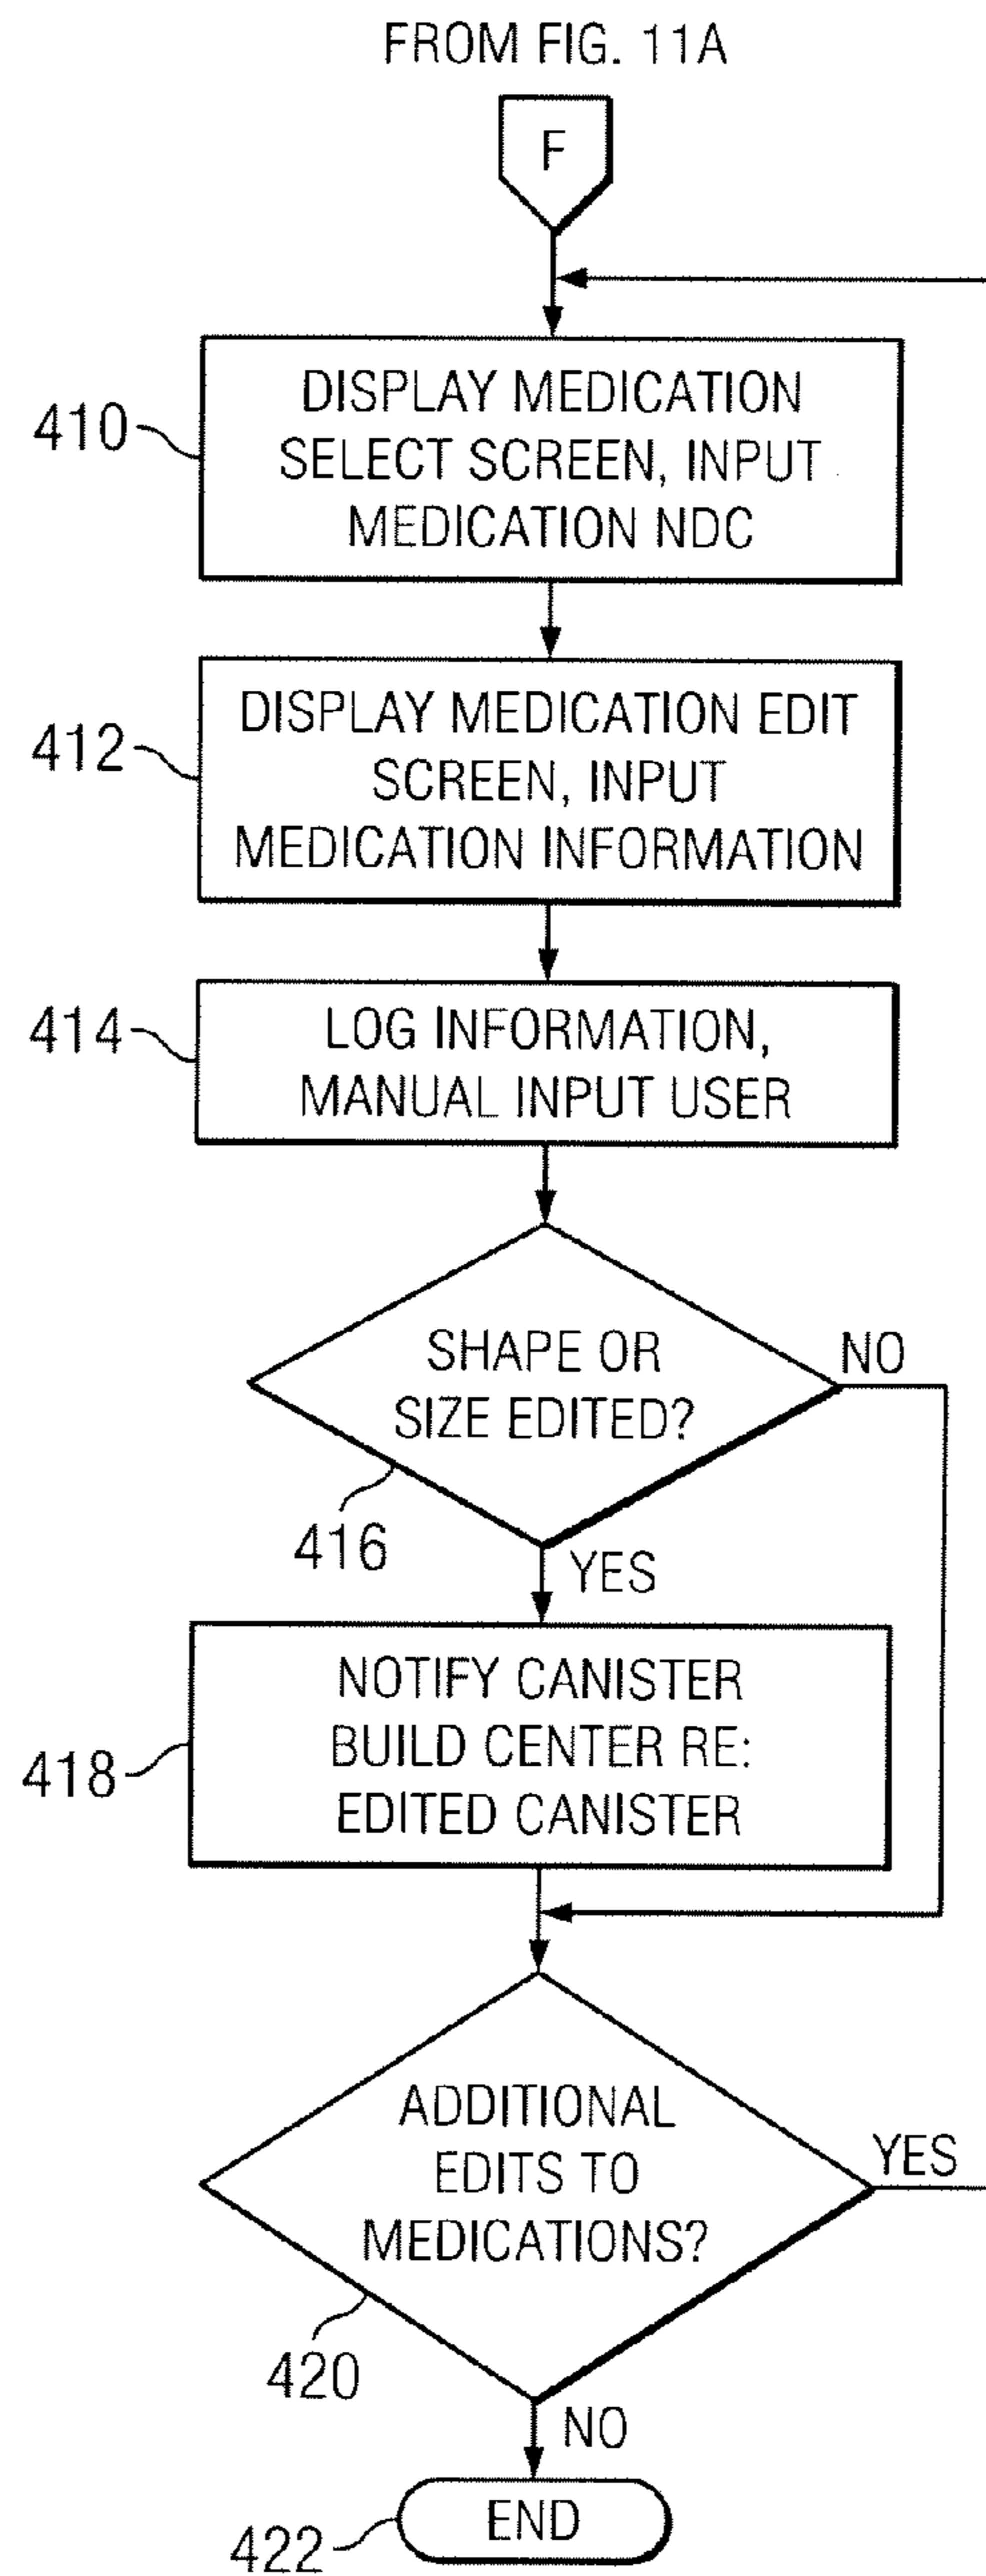 FROM FIG. 11A
F
410
DISPLAY MEDICATION
SELECT SCREEN, INPUT
MEDICATION NDC
412
DISPLAY MEDICATION EDIT
SCREEN, INPUT
MEDICATION INFORMATION
414
LOG INFORMATION,
MANUAL INPUT USER
SHAPE OR
SIZE EDITED?
NO
416
YES
418
NOTIFY CANISTER
BUILD CENTER RE:
EDITED CANISTER
ADDITIONAL
EDITS TO
MEDICATIONS?
YES
420
NO
END
422